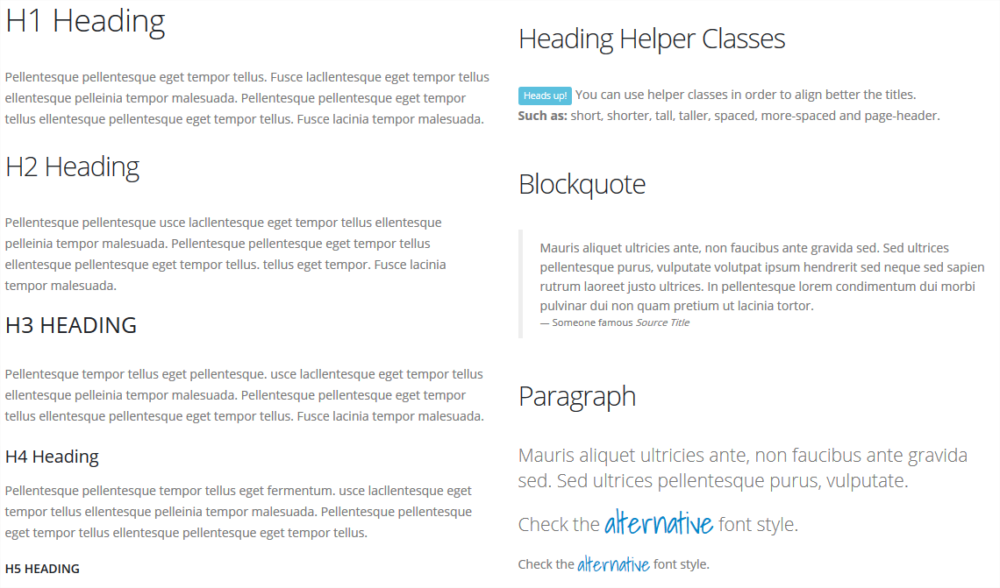 H1 Heading
Pellentesque pellentesque eget tempor tellus. Fusce lacllentesque eget tempor tellus
ellentesque pelleinia tempor malesuada. Pellentesque pellentesque eget tempor
tellus ellentesque pellentesque eget tempor tellus. Fusce lacinia tempor malesuada.
H2 Heading
Pellentesque pellentesque usce lacllentesque eget tempor tellus ellentesque
pelleinia tempor malesuada. Pellentesque pellentesque eget tempor tellus
ellentesque pellentesque eget tempor tellus. tellus eget tempor. Fusce lacinia
tempor malesuada.
H3 HEADING
Pellentesque tempor tellus eget pellentesque. usce lacllentesque eget tempor tellus
ellentesque pelleinia tempor malesuada. Pellentesque pellentesque eget tempor
tellus ellentesque pellentesque eget tempor tellus. Fusce lacinia tempor malesuada.
H4 Heading
Pellentesque pellentesque tempor tellus eget fermentum. usce lacllentesque eget
tempor tellus ellentesque pelleinia tempor malesuada. Pellentesque pellentesque
eget tempor tellus ellentesque pellentesque eget tempor tellus.
H5 HEADING
Heading Helper Classes
Heads up! You can use helper classes in order to align better the titles.
Such as: short, shorter, tall, taller, spaced, more-spaced and page-header.
Blockquote
Mauris aliquet ultricies ante, non faucibus ante gravida sed. Sed ultrices
pellentesque purus, vulputate volutpat ipsum hendrerit sed neque sed sapien
rutrum laoreet justo ultrices. In pellentesque lorem condimentum dui morbi
pulvinar dui non quam pretium ut lacinia tortor.
— Someone famous Source Title
Paragraph
Mauris aliquet ultricies ante, non faucibus ante gravida
sed. Sed ultrices pellentesque purus, vulputate.
Check the alternative font style.
Check the alternative font style.